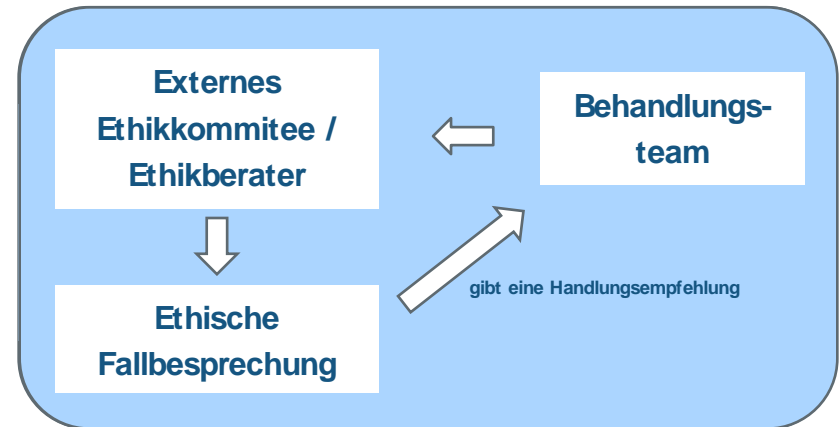 Externes
Ethikkommitee /
Ethikberater
Behandlungs-
team
gibt eine Handlungsempfehlung
Ethische
Fallbesprechung